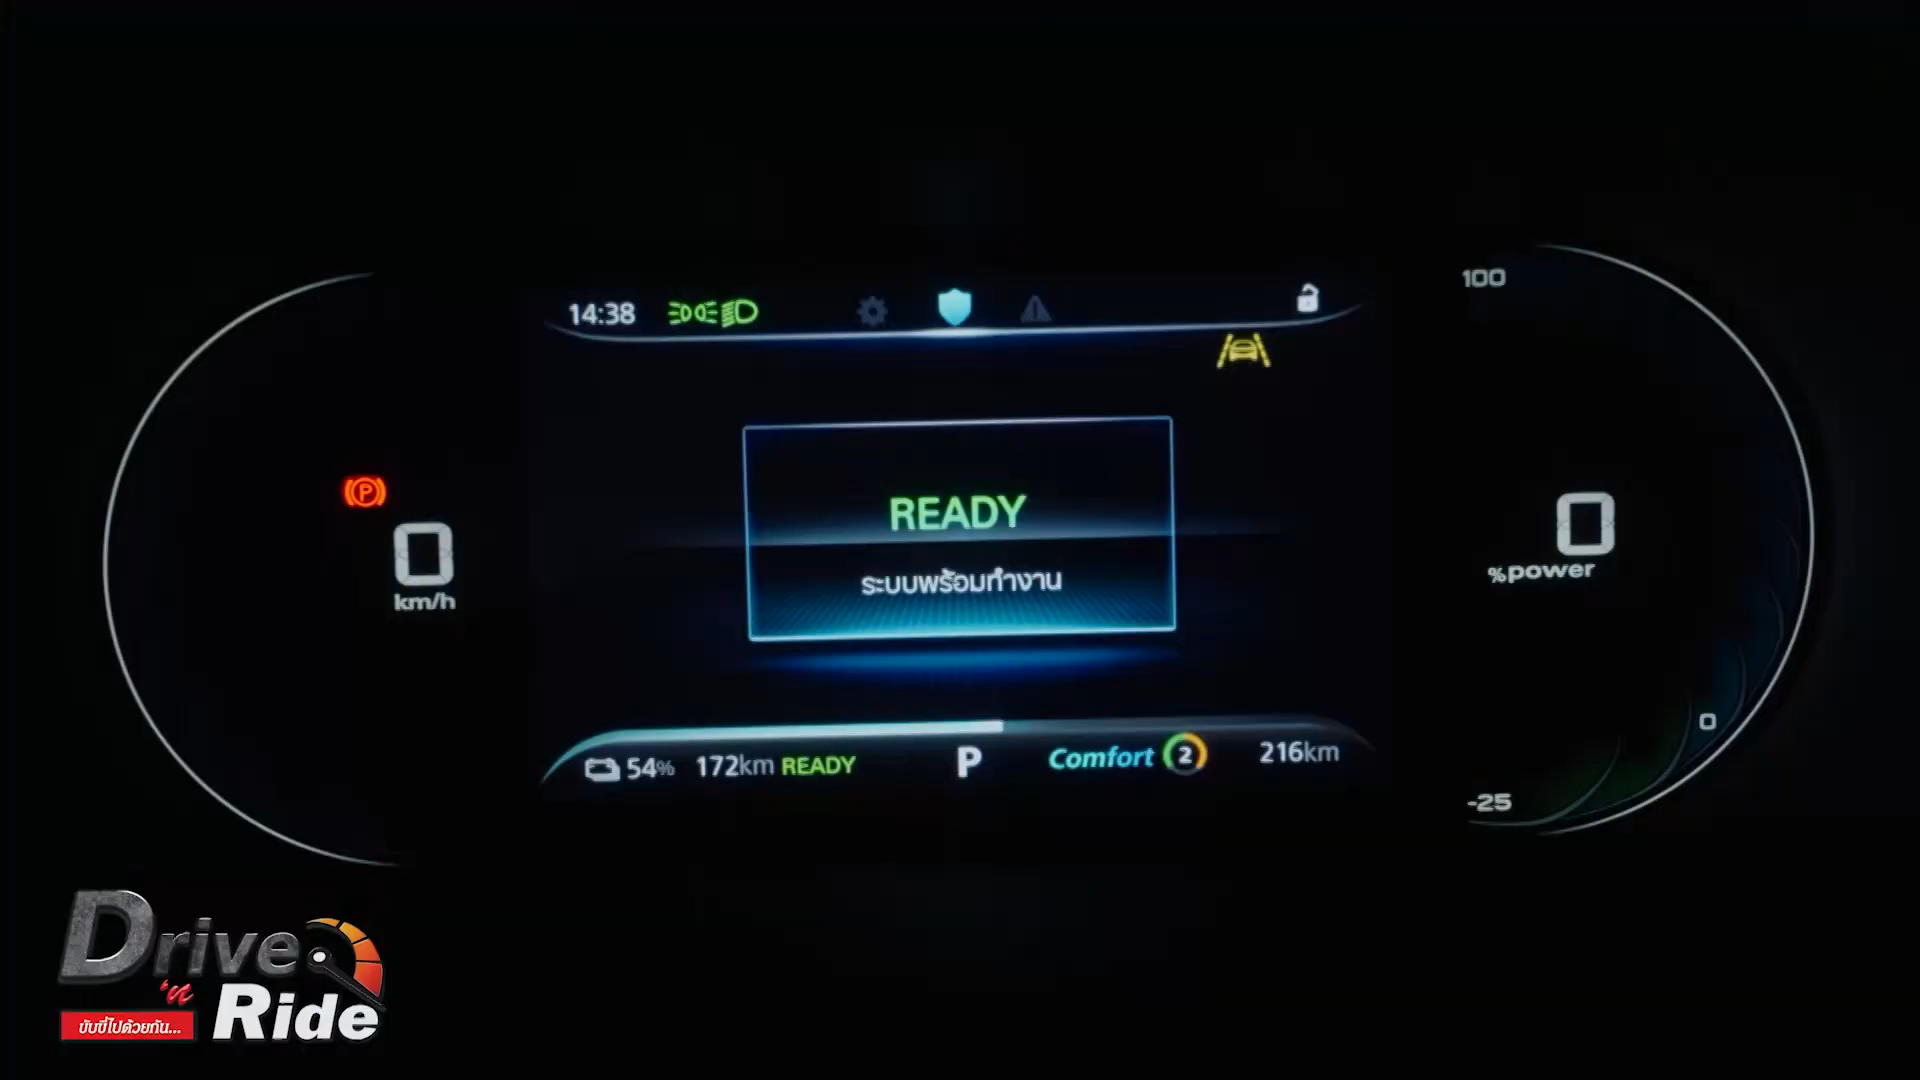 14:38
100
READY
ระบบพร้อมทำงาน
P
0
km/h
0
%power
0
-25
54% 172km READY P Comfort 2 216km
Drive
'n Ride
ขับขี่ไปด้วยกัน...